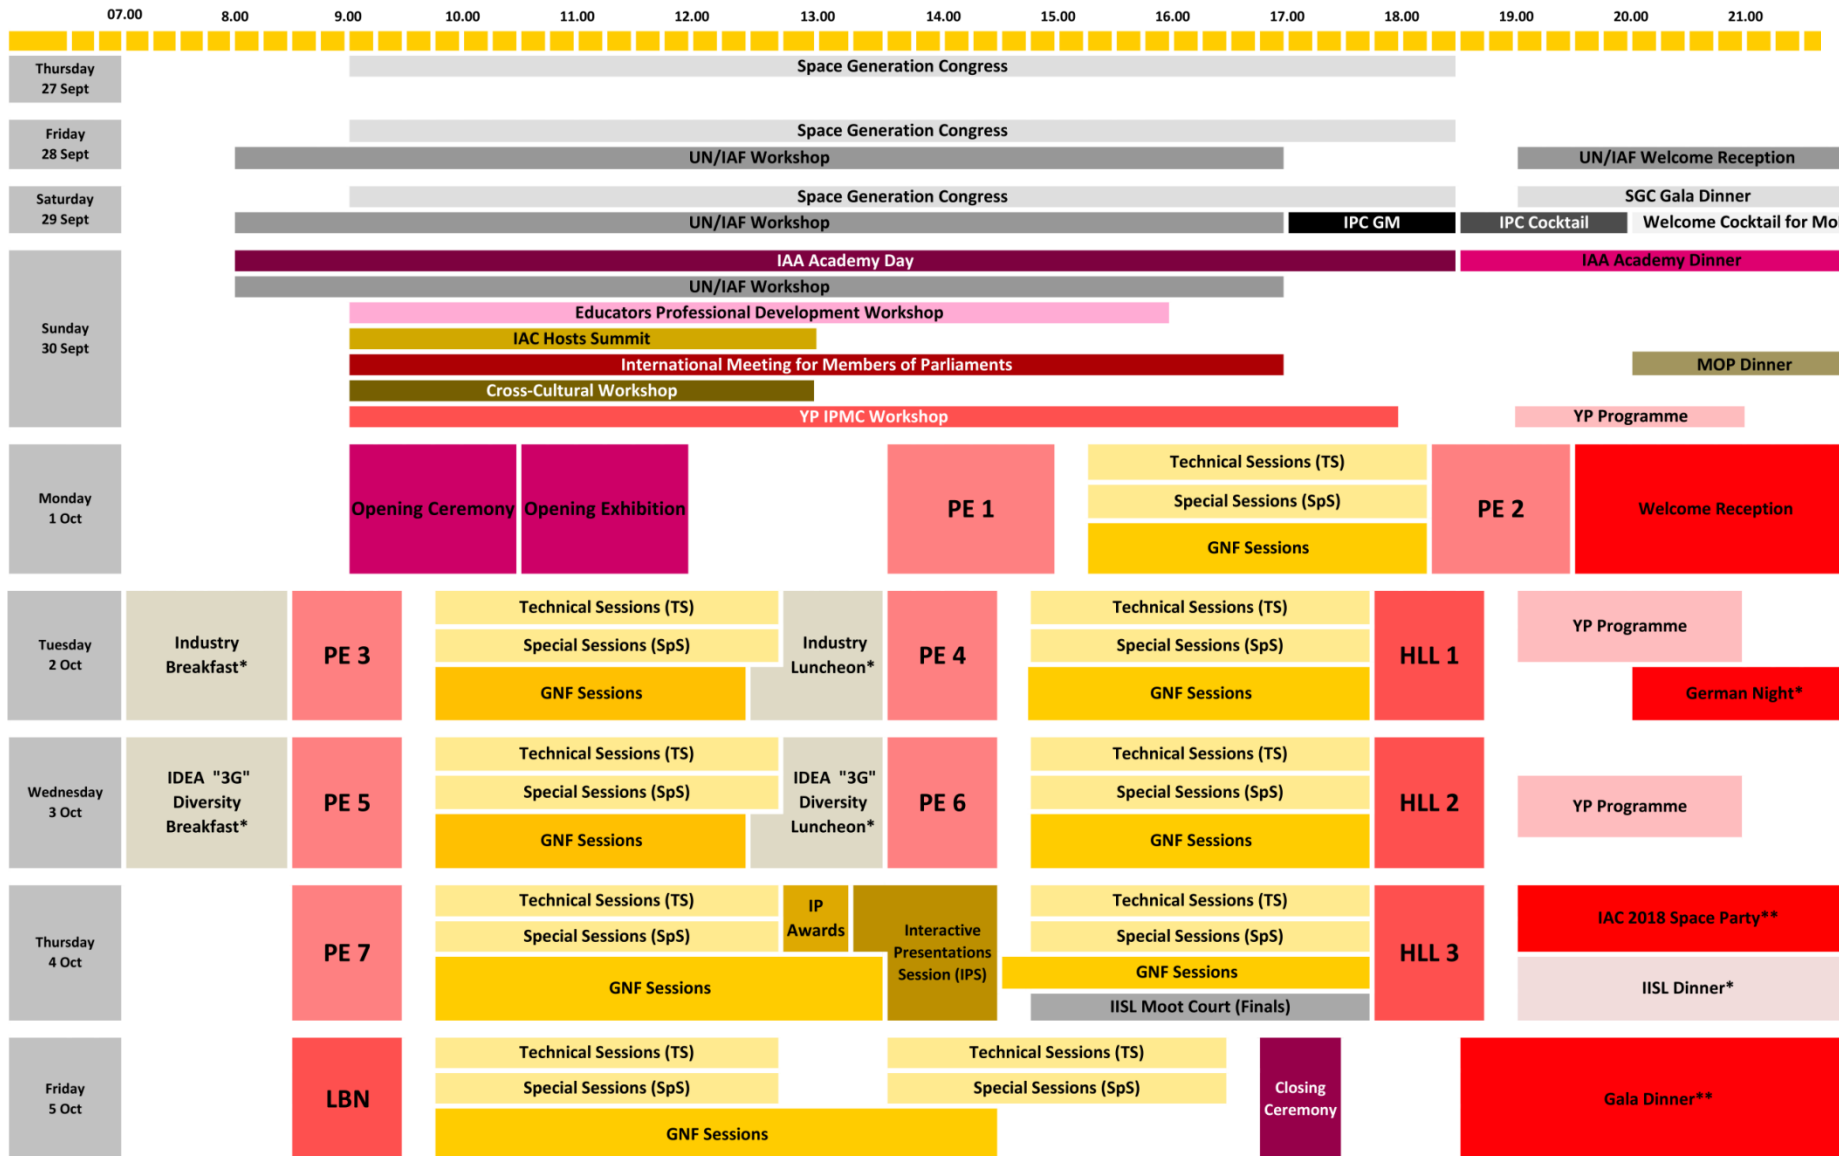 07.00 8.00 9.00 10.00 11.00 12.00 13.00 14.00 15.00 16.00 17.00 18.00 19.00 20.00 21.00
Thursday
27 Sept
Space Generation Congress
Friday
28 Sept
Space Generation Congress
UN/IAF Workshop
UN/IAF Welcome Reception
Saturday
29 Sept
Space Generation Congress
SGC Gala Dinner
UN/IAF Workshop
IPC GM
IPC Cocktail
Welcome Cocktail for Mo
Sunday
30 Sept
IAA Academy Day
IAA Academy Dinner
UN/IAF Workshop
Educators Professional Development Workshop
IAC Hosts Summit
International Meeting for Members of Parliaments
MOP Dinner
Cross-Cultural Workshop
YP IPMC Workshop
YP Programme
Monday
1 Oct
Opening Ceremony
Opening Exhibition
PE 1
Technical Sessions (TS)
Special Sessions (SpS)
GNF Sessions
PE 2
Welcome Reception
Tuesday
2 Oct
Industry
Breakfast*
PE 3
Technical Sessions (TS)
Special Sessions (SpS)
GNF Sessions
Industry
Luncheon*
PE 4
Technical Sessions (TS)
Special Sessions (SpS)
GNF Sessions
HLL 1
YP Programme
German Night*
Wednesday
3 Oct
IDEA "3G"
Diversity
Breakfast*
PE 5
Technical Sessions (TS)
Special Sessions (SpS)
GNF Sessions
IDEA "3G"
Diversity
Luncheon*
PE 6
Technical Sessions (TS)
Special Sessions (SpS)
GNF Sessions
HLL 2
YP Programme
Thursday
4 Oct
PE 7
Technical Sessions (TS)
Special Sessions (SpS)
GNF Sessions
IP
Awards
Interactive
Presentations
Session (IPS)
Technical Sessions (TS)
Special Sessions (SpS)
GNF Sessions
IISL Moot Court (Finals)
HLL 3
IAC 2018 Space Party**
IISL Dinner*
Friday
5 Oct
LBN
Technical Sessions (TS)
Special Sessions (SpS)
GNF Sessions
Technical Sessions (TS)
Special Sessions (SpS)
Closing
Ceremony
Gala Dinner**